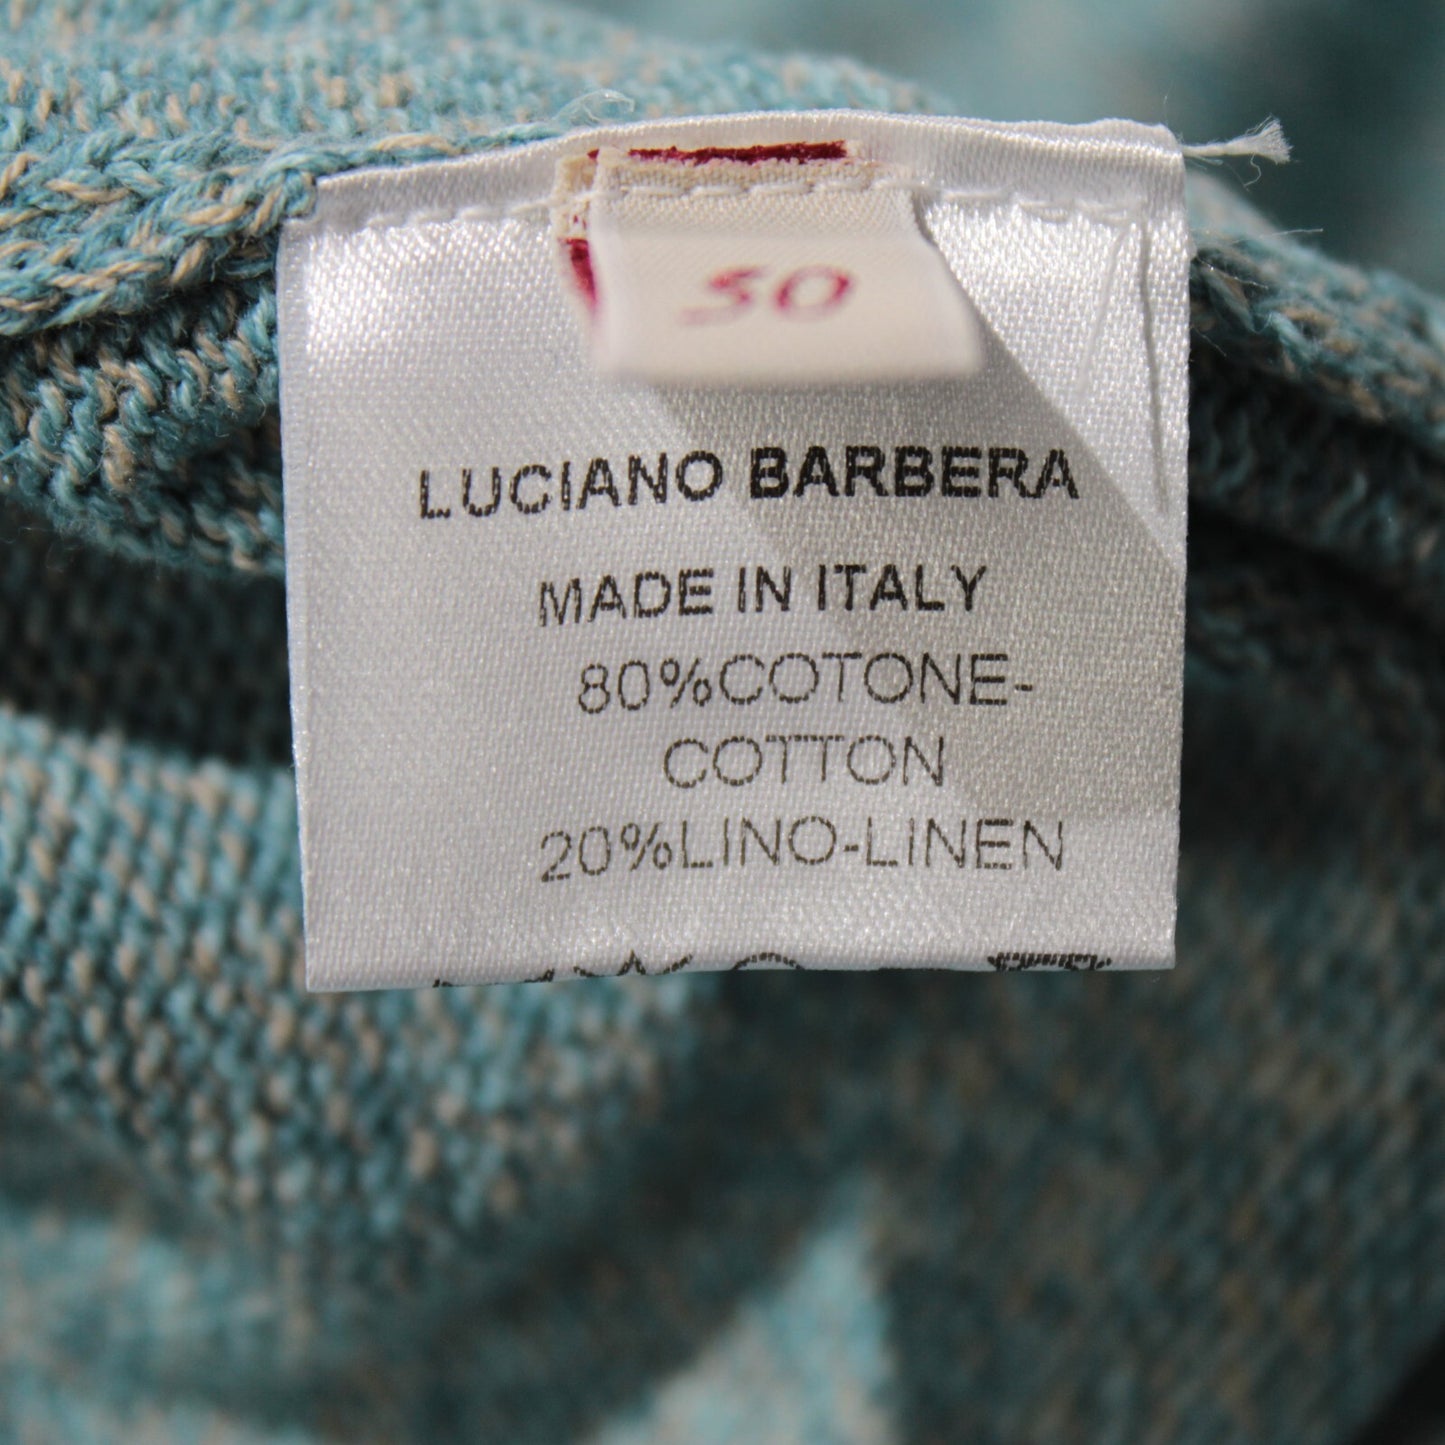 50
LUCIANO BARBERA
MADE IN ITALY
80%COTONE-
COTTON
20%LINO-LINEN